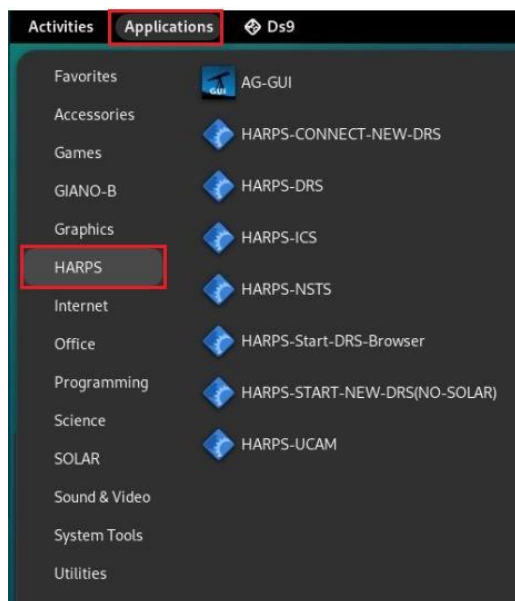 Activities Applications Ds9
Favorites
Accessories
Games
GIANO-B
Graphics
HARPS
Internet
Office
Programming
Science
SOLAR
Sound & Video
System Tools
Utilities
GUI AG-GUI
HARPS-CONNECT-NEW-DRS
HARPS-DRS
HARPS-ICS
HARPS-NSTS
HARPS-Start-DRS-Browser
HARPS-START-NEW-DRS(NO-SOLAR)
HARPS-UCAM